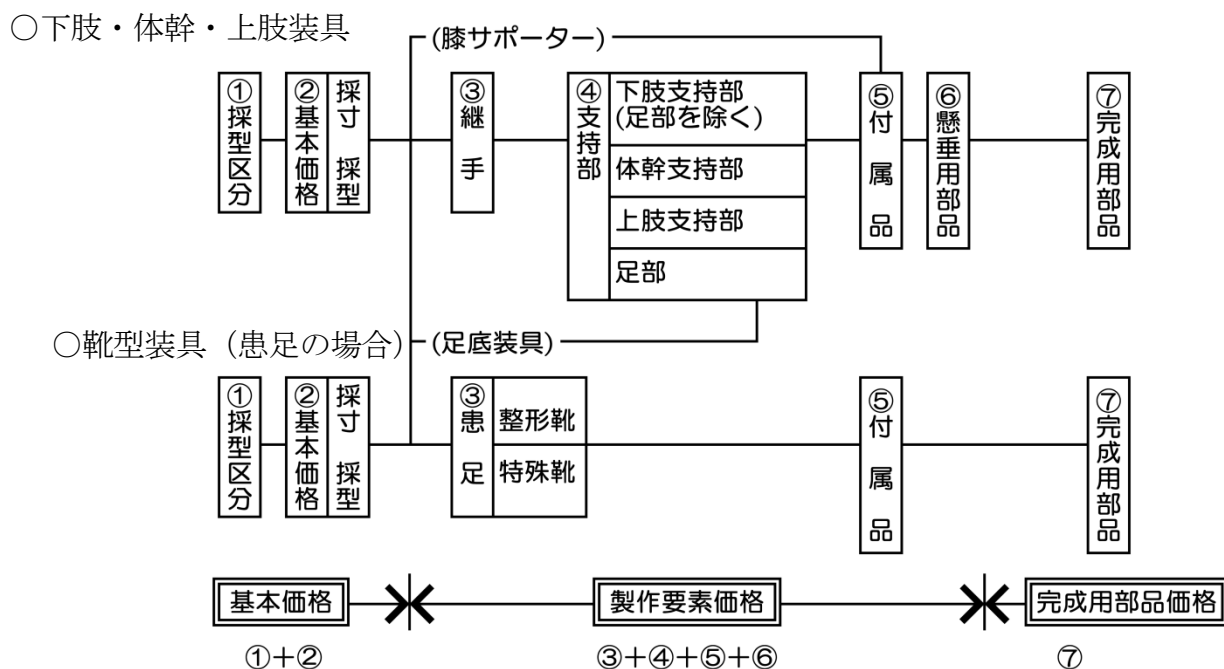 ○下肢・体幹・上肢装具
(膝サポーター)
①採型区分
②基本価格
採寸 採型
③継手
④支持部
下肢支持部
(足部を除く)
体幹支持部
上肢支持部
足部
⑤付属品
⑥懸垂用部品
⑦完成用部品
(足底装具)
○靴型装具（患足の場合）
①採型区分
②基本価格
採寸 採型
③患足
整形靴
特殊靴
⑤付属品
⑦完成用部品
基本価格
製作要素価格
完成用部品価格
①+②
③+④+⑤+⑥
⑦